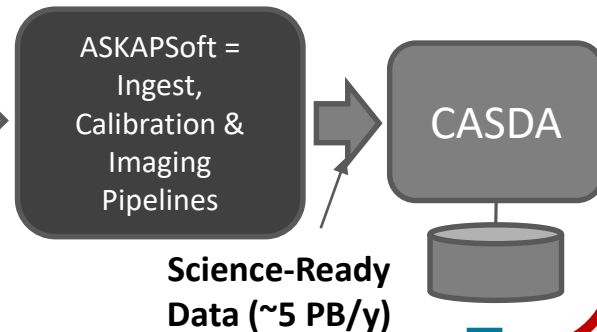 ASKAPSoft =
Ingest,
Calibration &
Imaging
Pipelines
CASDA
Science-Ready
Data (~5 PB/y)